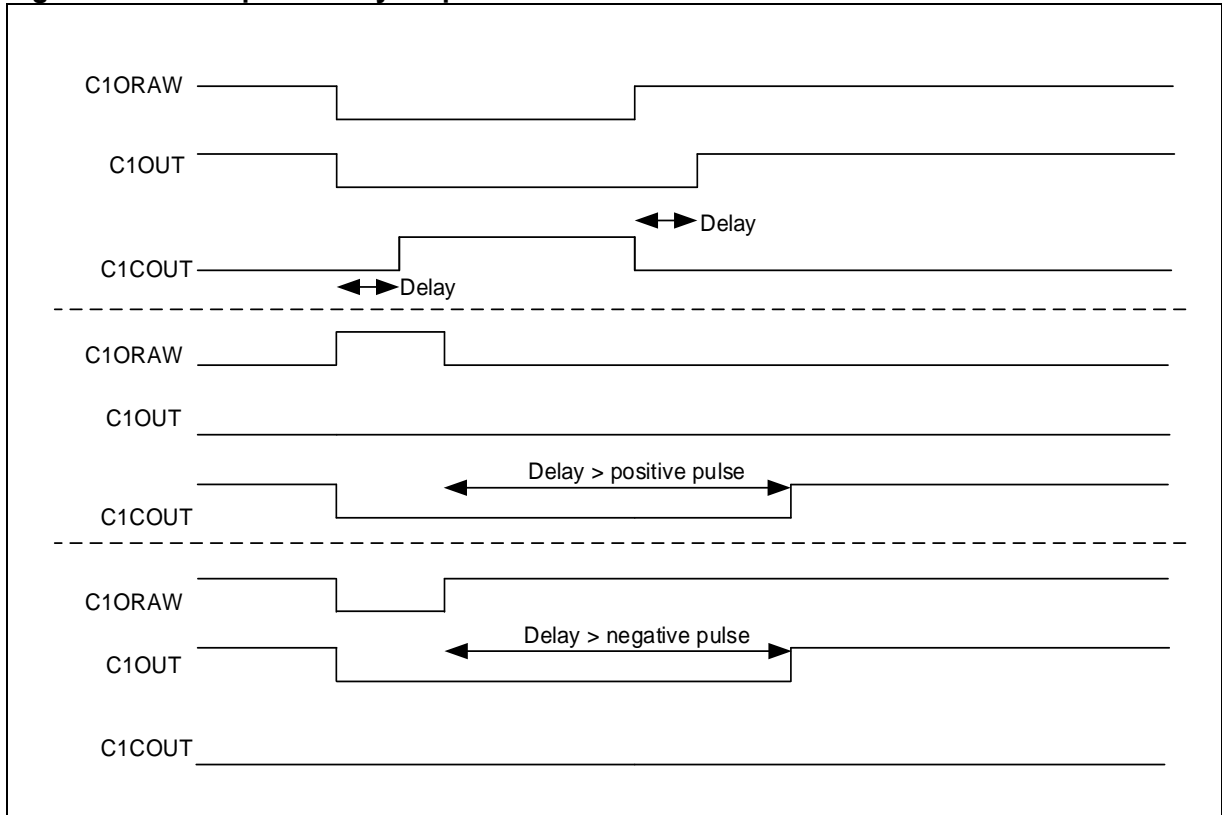 C1ORAW
C1OUT
Delay
C1COUT
Delay
C1ORAW
C1OUT
Delay > positive pulse
C1COUT
C1ORAW
Delay > negative pulse
C1OUT
C1COUT